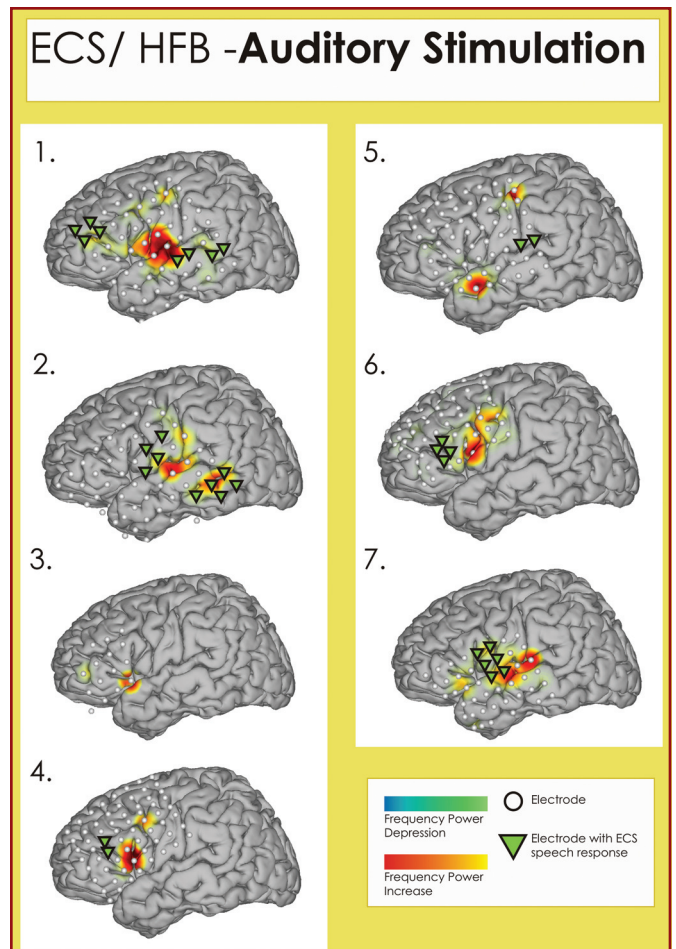 ECS/ HFB -Auditory Stimulation
1.
2.
3.
4.
5.
6.
7.
Frequency Power
Depression
Frequency Power
Increase
Electrode
Electrode with ECS
speech response